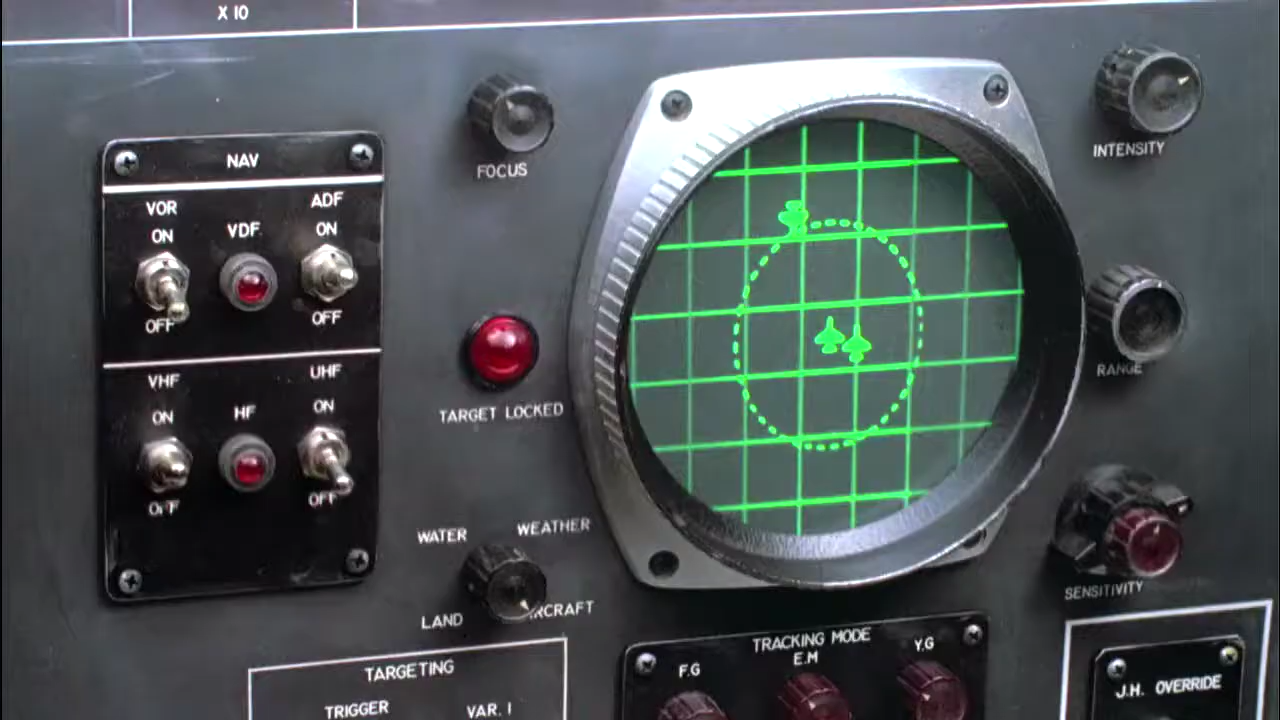 X 10
NAV
VOR
ADF
ON
VDF.
ON
OFF
OFF
VHF
UHF
ON
HF
ON
OFF
OFF
FOCUS
INTENSITY
TARGET LOCKED
RANGE
WATER
WEATHER
LAND
IRCRAFT
SENSITIVITY
TARGETING
TRIGGER
VAR. I
TRACKING MODE
F.G
E.M
Y.G
J.H. OVERRIDE